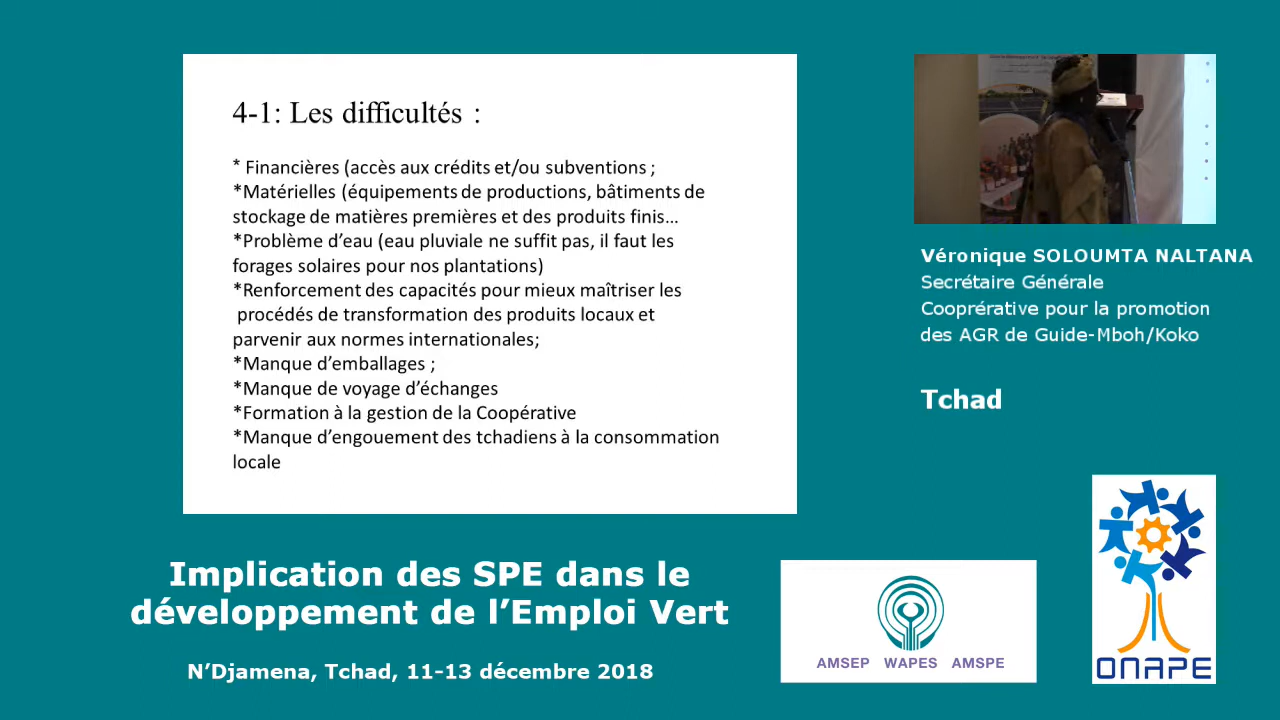 4-1: Les difficultés :
* Financières (accès aux crédits et/ou subventions ;
*Matérielles (équipements de productions, bâtiments de
stockage de matières premières et des produits finis…
*Problème d’eau (eau pluviale ne suffit pas, il faut les
forages solaires pour nos plantations)
*Renforcement des capacités pour mieux maîtriser les
procédés de transformation des produits locaux et
parvenir aux normes internationales;
*Manque d’emballages ;
*Manque de voyage d’échanges
*Formation à la gestion de la Coopérative
*Manque d’engouement des tchadiens à la consommation
locale
Véronique SOLOUMTA NALTANA
Secrétaire Générale
Cooprérative pour la promotion
des AGR de Guide-Mboh/Koko
Tchad
Implication des SPE dans le
développement de l’Emploi Vert
N’Djamena, Tchad, 11-13 décembre 2018
AMSEP WAPES AMSPE
ONAPE